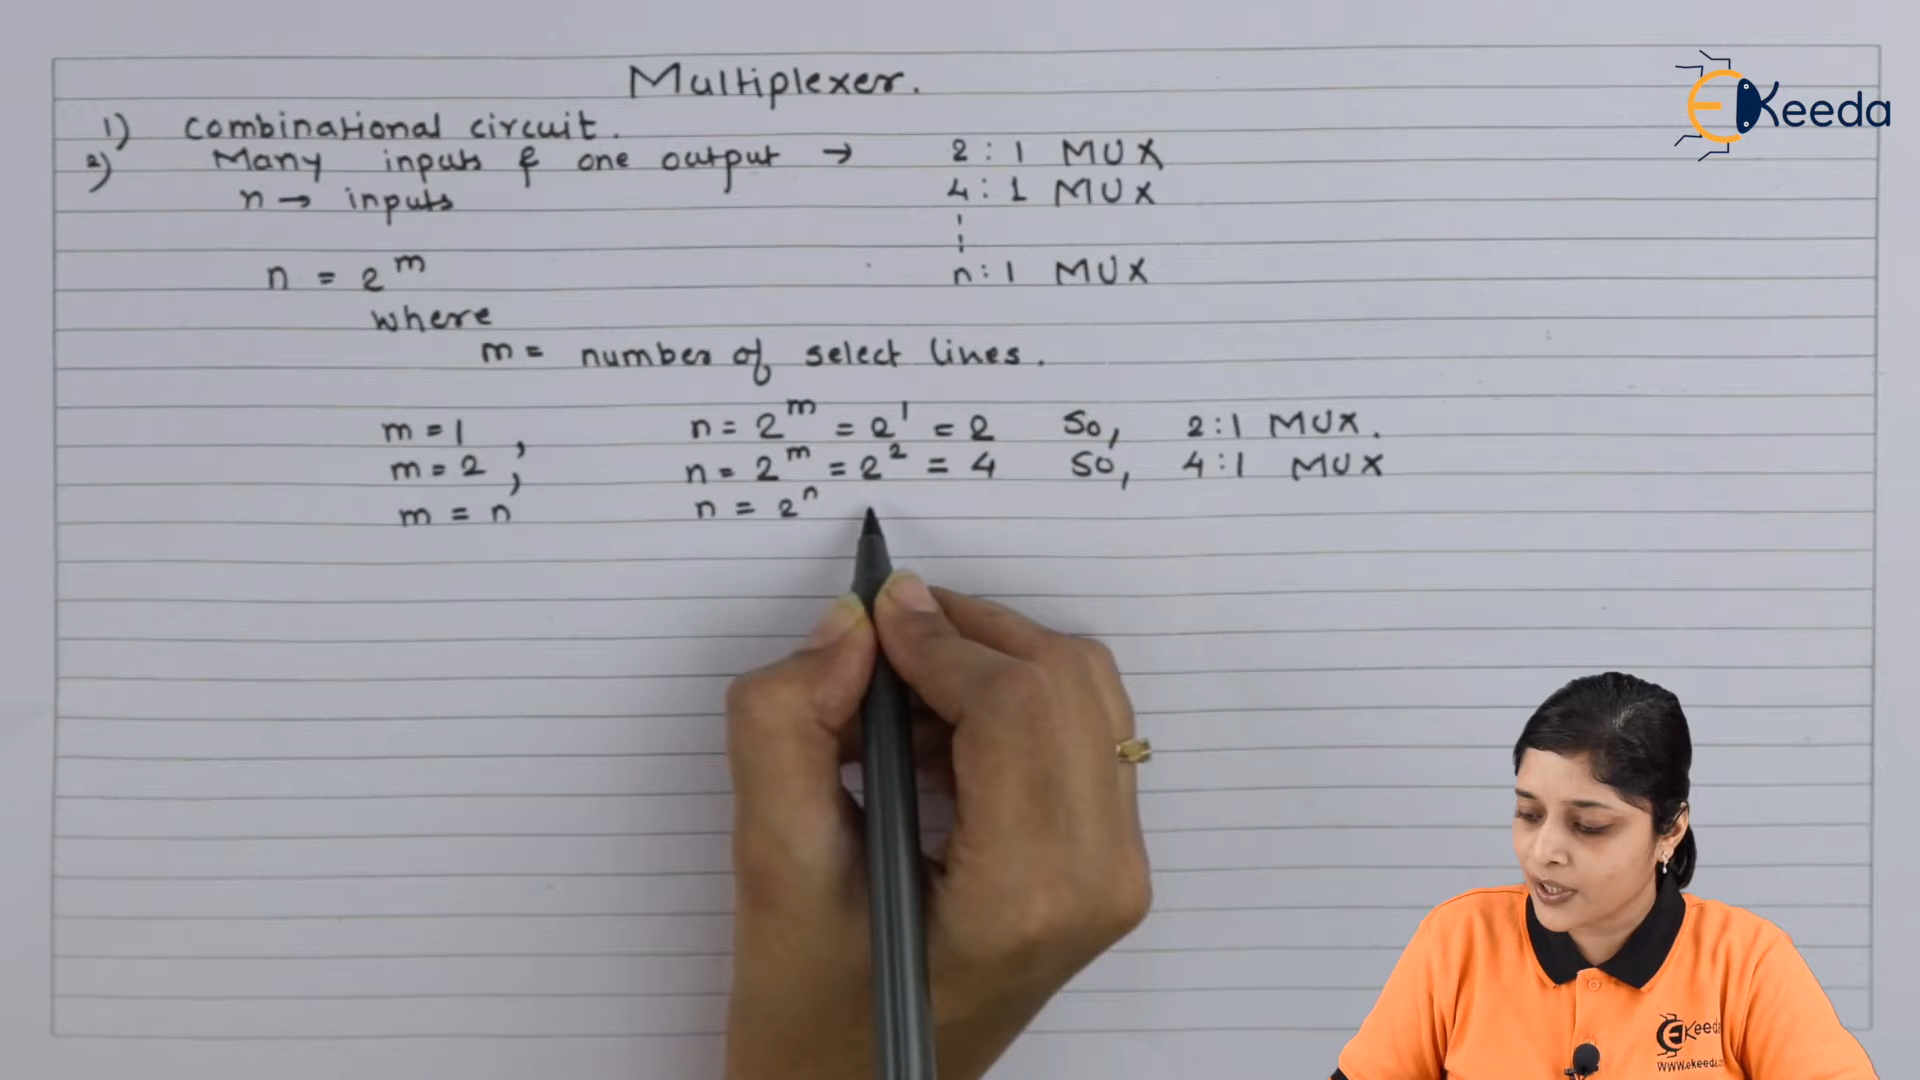 Multiplexer.
EKeeda
1) combinational circuit.
2) Many inputs & one output → 2 : 1 MUX
n → inputs 4 : 1 MUX
n = 2^m n : 1 MUX
where
m = number of select lines.
m = 1 , n = 2^m = 2^1 = 2 So, 2 : 1 MUX.
m = 2 , n = 2^m = 2^2 = 4 So, 4 : 1 MUX
m = n n = 2^n
EKeeda